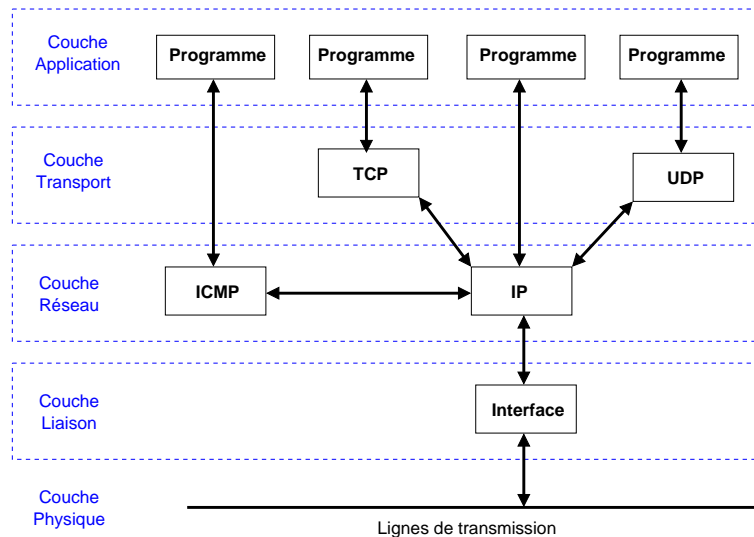 Couche
Application
Programme
Programme
Programme
Programme
Couche
Transport
TCP
UDP
Couche
Réseau
ICMP
IP
Couche
Liaison
Interface
Couche
Physique
Lignes de transmission